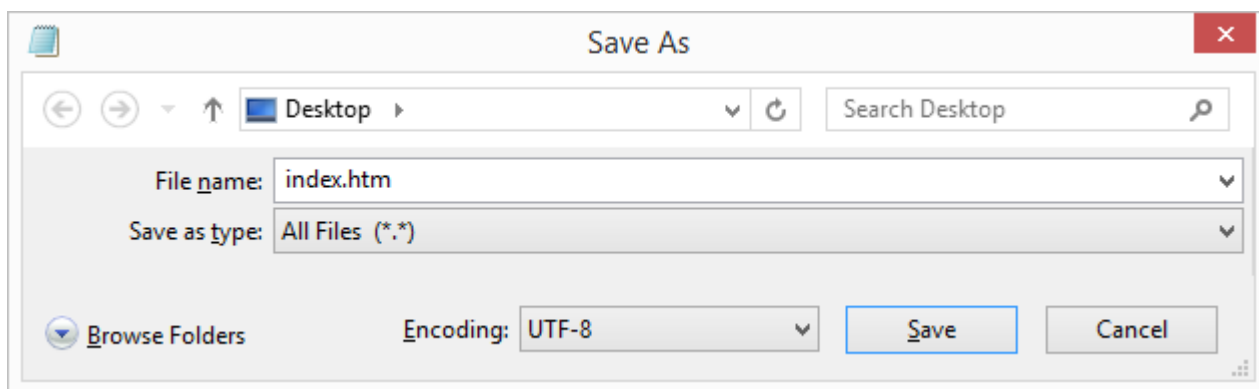 Save As
Desktop
Search Desktop
File name: index.htm
Save as type: All Files (*.*)
Browse Folders Encoding: UTF-8 Save Cancel